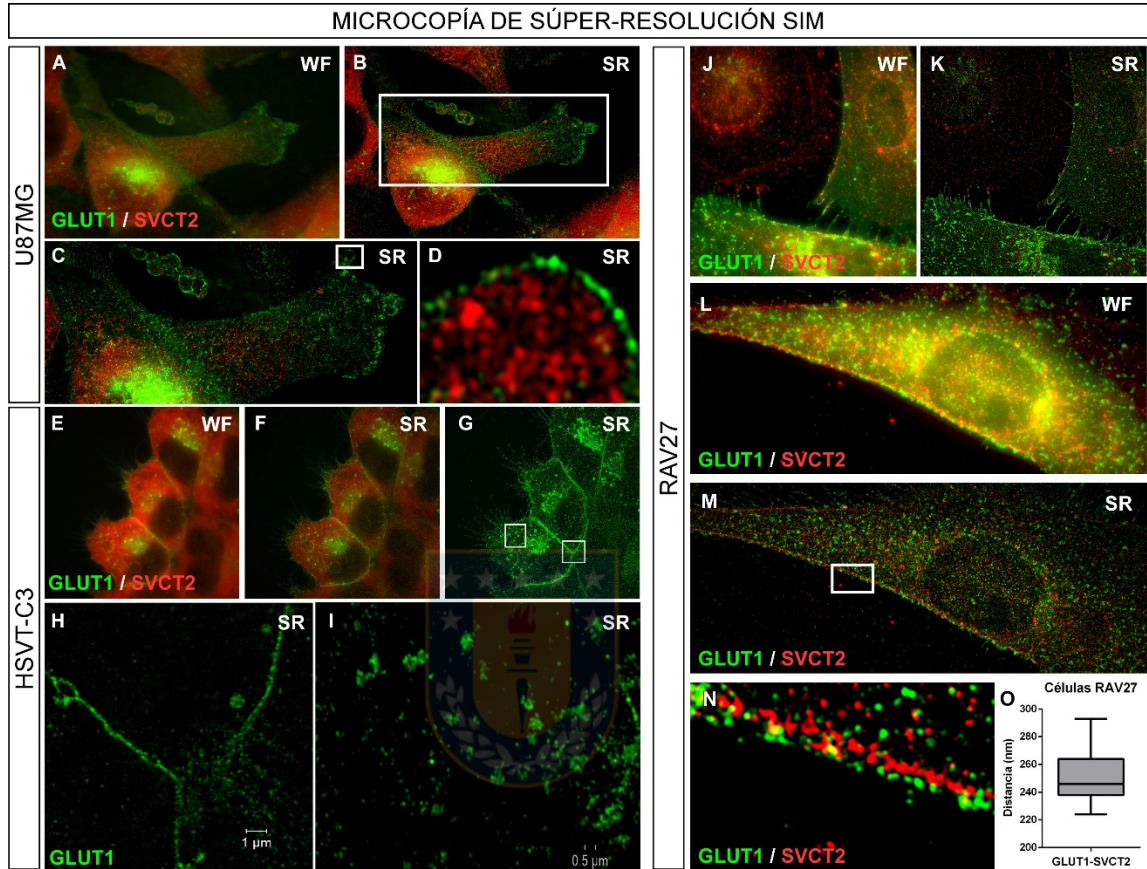 MICROCOPÍA DE SÚPER-RESOLUCIÓN SIM
U87MG
A WF
GLUT1 / SVCT2
B SR
C SR
D SR
HSVT-C3
E WF
GLUT1 / SVCT2
F SR
G SR
H SR
GLUT1
1 µm
I SR
0.5 µm
RAV27
J WF
GLUT1 / SVCT2
K SR
L WF
GLUT1 / SVCT2
M SR
GLUT1 / SVCT2
N
GLUT1 / SVCT2
O
Células RAV27
Distancia (nm)
300
280
260
240
220
200
GLUT1-SVCT2